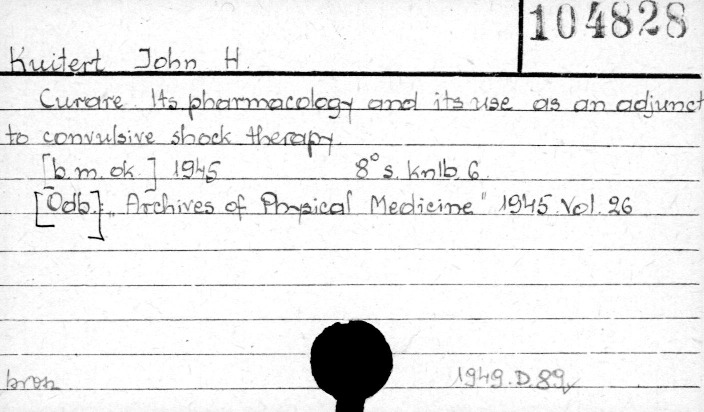 104828
Kuitert John H.
Curare. Its pharmacology and its use as an adjunct
to convulsive shock therapy.
[b.m.ok.] 1945 8° s. knlb. 6.
[Odb.] "Archives of Physical Medicine" 1945. Vol. 26
brosz. 1949.D.89